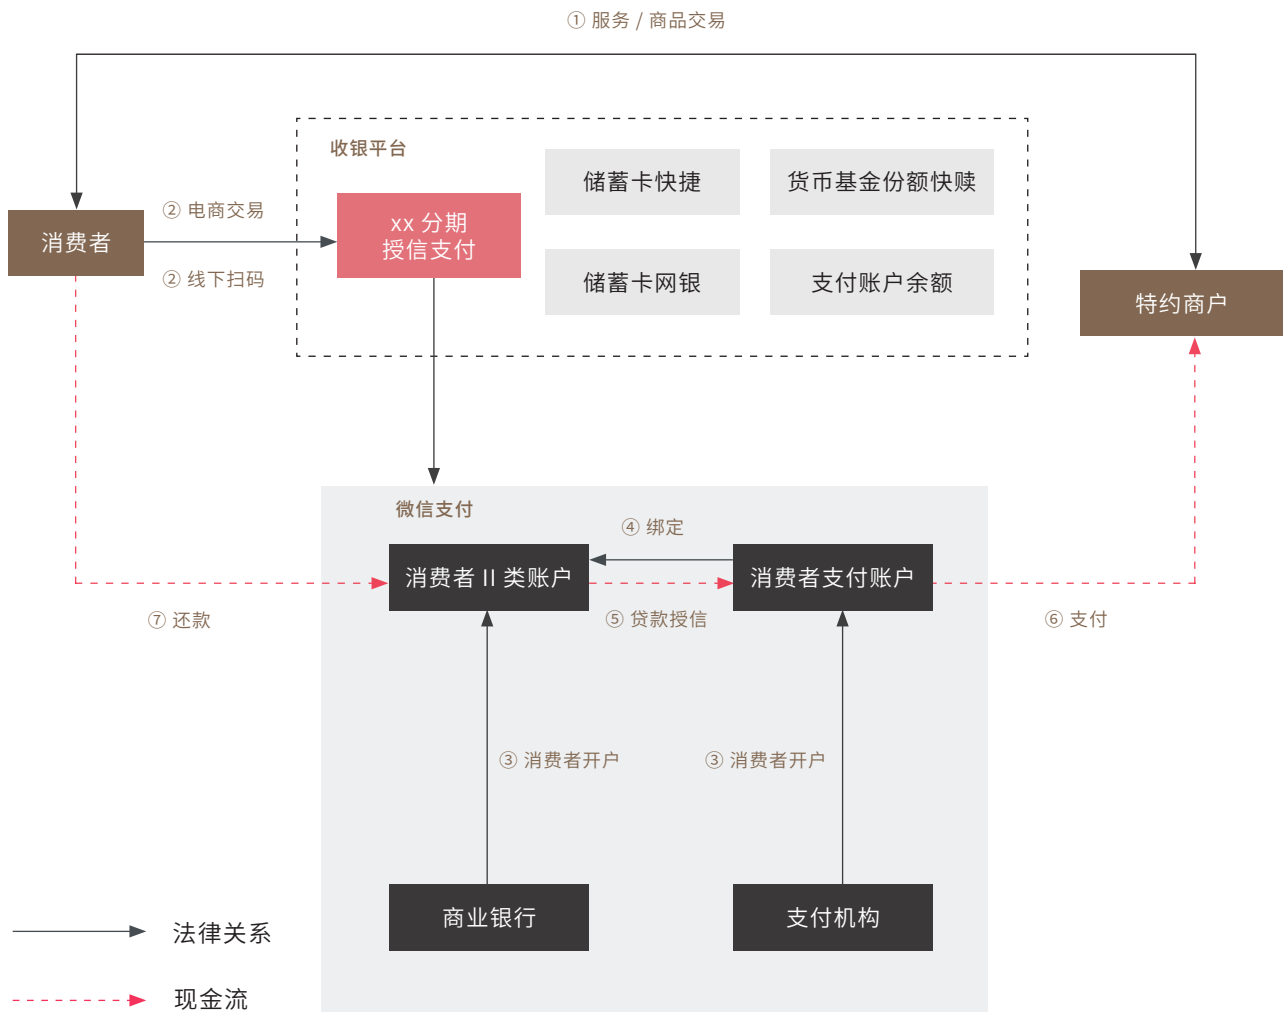 ① 服务 / 商品交易
收银平台
储蓄卡快捷
货币基金份额快赎
xx 分期
授信支付
② 电商交易
消费者
② 线下扫码
储蓄卡网银
支付账户余额
特约商户
微信支付
④ 绑定
消费者 II 类账户
消费者支付账户
⑦ 还款
⑤ 贷款授信
⑥ 支付
③ 消费者开户
③ 消费者开户
商业银行
支付机构
法律关系
现金流